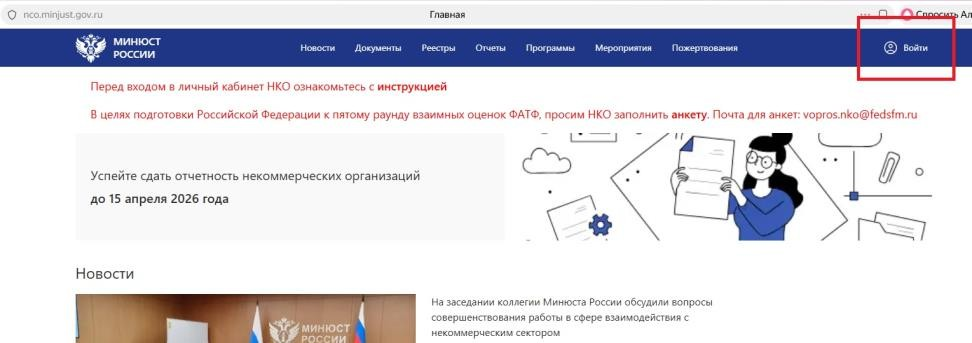 nco.minjust.gov.ru
Главная
Спросить Ал
МИНЮСТ
РОССИИ
Новости Документы Реестры Отчеты Программы Мероприятия Пожертвования
Войти
Перед входом в личный кабинет НКО ознакомьтесь с инструкцией
В целях подготовки Российской Федерации к пятому раунду взаимных оценок ФАТФ, просим НКО заполнить анкету. Почта для анкет: vopros.nko@fedsfm.ru
Успейте сдать отчетность некоммерческих организаций
до 15 апреля 2026 года
Новости
МИНЮСТ
РОССИИ
На заседании коллегии Минюста России обсудили вопросы
совершенствования работы в сфере взаимодействия с
некоммерческим сектором